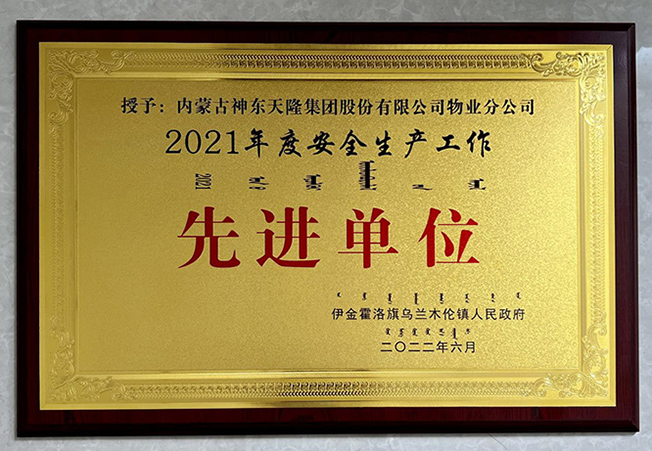 授予：内蒙古神东天隆集团股份有限公司物业分公司
2021年度安全生产工作
2021
先进单位
伊金霍洛旗乌兰木伦镇人民政府
二〇二二年六月